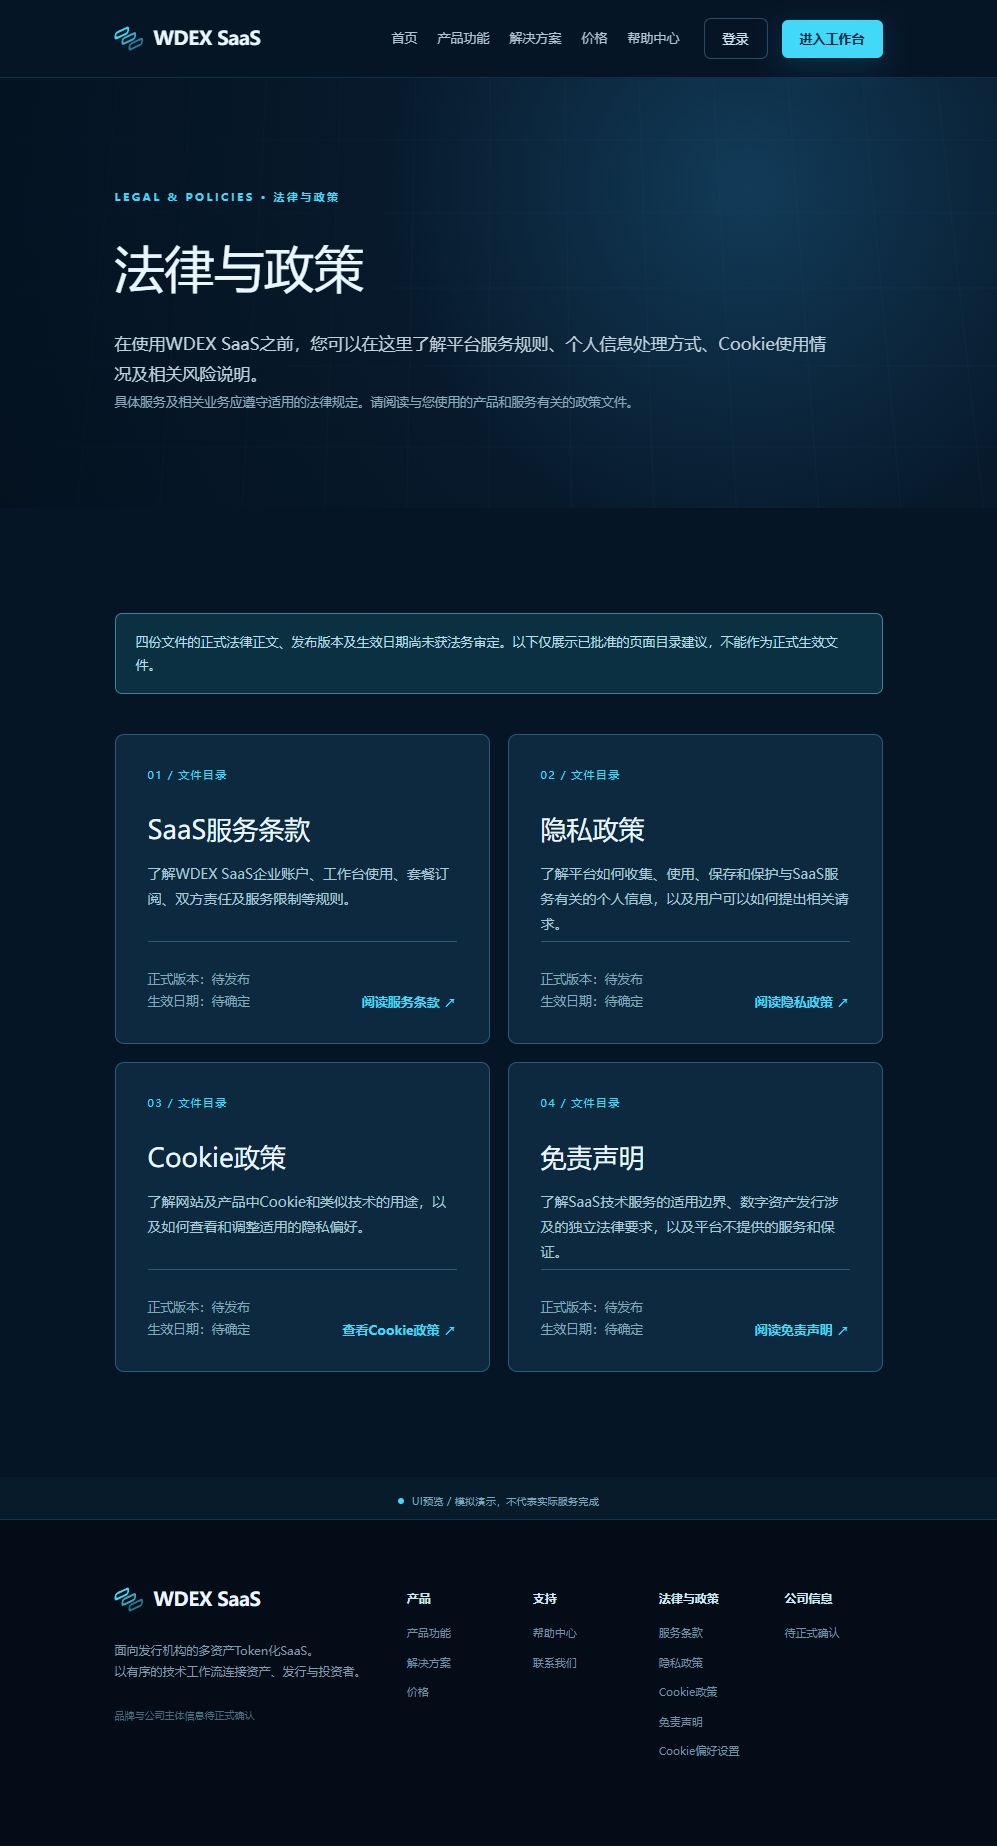 WDEX SaaS
首页 产品功能 解决方案 价格 帮助中心 登录 进入工作台
LEGAL & POLICIES • 法律与政策
法律与政策
在使用WDEX SaaS之前，您可以在这里了解平台服务规则、个人信息处理方式、Cookie使用情
况及相关风险说明。
具体服务及相关业务应遵守适用的法律规定。请阅读与您使用的产品和服务有关的政策文件。
四份文件的正式法律正文、发布版本及生效日期尚未获法务审定。以下仅展示已批准的页面目录建议，不能作为正式生效文
件。
01 / 文件目录
SaaS服务条款
了解WDEX SaaS企业账户、工作台使用、套餐订
阅、双方责任及服务限制等规则。
正式版本：待发布
生效日期：待确定
阅读服务条款 ↗
02 / 文件目录
隐私政策
了解平台如何收集、使用、保存和保护与SaaS服
务有关的个人信息，以及用户可以如何提出相关请
求。
正式版本：待发布
生效日期：待确定
阅读隐私政策 ↗
03 / 文件目录
Cookie政策
了解网站及产品中Cookie和类似技术的用途，以
及如何查看和调整适用的隐私偏好。
正式版本：待发布
生效日期：待确定
查看Cookie政策 ↗
04 / 文件目录
免责声明
了解SaaS技术服务的适用边界、数字资产发行涉
及的独立法律要求，以及平台不提供的服务和保
证。
正式版本：待发布
生效日期：待确定
阅读免责声明 ↗
UI预览 / 模拟演示，不代表实际服务完成
WDEX SaaS
面向发行机构的多资产Token化SaaS。
以有序的技术工作流连接资产、发行与投资者。
品牌与公司主体信息待正式确认
产品
产品功能
解决方案
价格
支持
帮助中心
联系我们
法律与政策
服务条款
隐私政策
Cookie政策
免责声明
Cookie偏好设置
公司信息
待正式确认